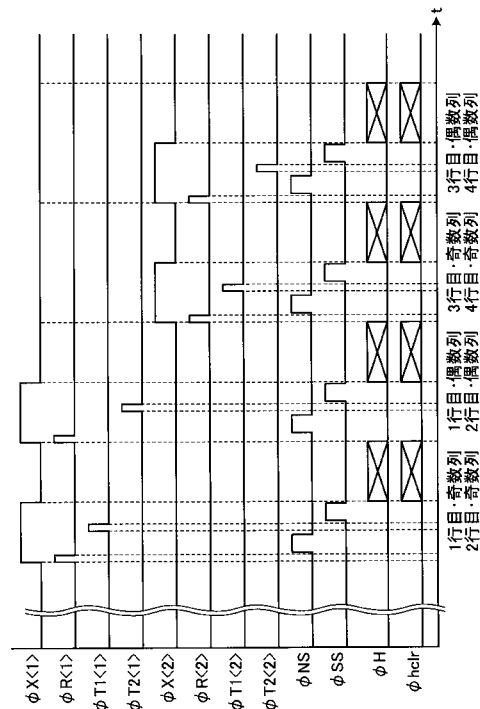 φX<1>
φR<1>
φT1<1>
φT2<1>
φX<2>
φR<2>
φT1<2>
φT2<2>
φNS
φSS
φH
φhclr
t
1行目・奇数列
2行目・奇数列
1行目・偶数列
2行目・偶数列
3行目・奇数列
4行目・奇数列
3行目・偶数列
4行目・偶数列